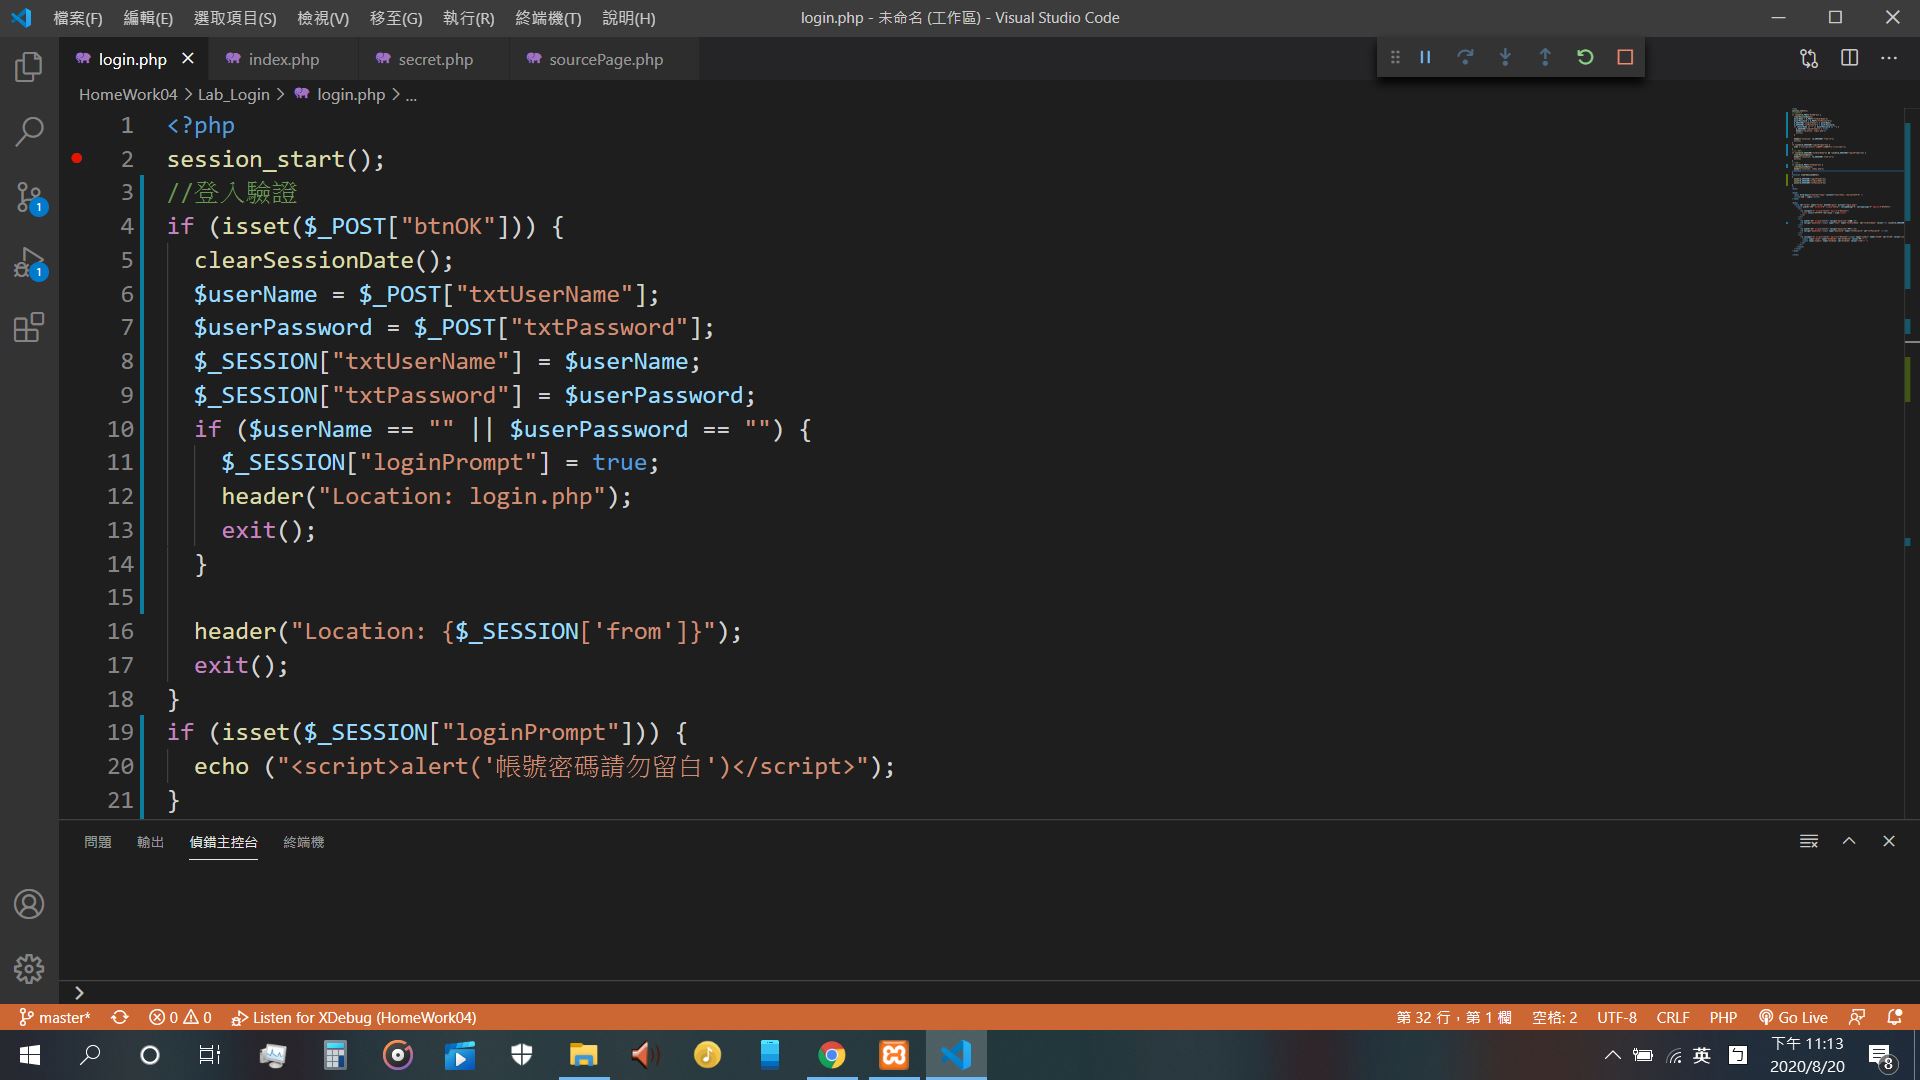 檔案(F) 編輯(E) 選取項目(S) 檢視(V) 移至(G) 執行(R) 終端機(T) 說明(H) login.php - 未命名 (工作區) - Visual Studio Code
login.php index.php secret.php sourcePage.php
HomeWork04 > Lab_Login > login.php > ...
1 <?php
2 session_start();
3 //登入驗證
4 if (isset($_POST["btnOK"])) {
5 clearSessionDate();
6 $userName = $_POST["txtUserName"];
7 $userPassword = $_POST["txtPassword"];
8 $_SESSION["txtUserName"] = $userName;
9 $_SESSION["txtPassword"] = $userPassword;
10 if ($userName == "" || $userPassword == "") {
11 $_SESSION["loginPrompt"] = true;
12 header("Location: login.php");
13 exit();
14 }
15
16 header("Location: {$_SESSION['from']}");
17 exit();
18 }
19 if (isset($_SESSION["loginPrompt"])) {
20 echo ("<script>alert('帳號密碼請勿留白')</script>");
21 }
1
1
問題 輸出 偵錯主控台 終端機
master* 0 0 Listen for XDebug (HomeWork04) 第 32 行，第 1 欄 空格: 2 UTF-8 CRLF PHP Go Live
英 下午 11:13
2020/8/20 8